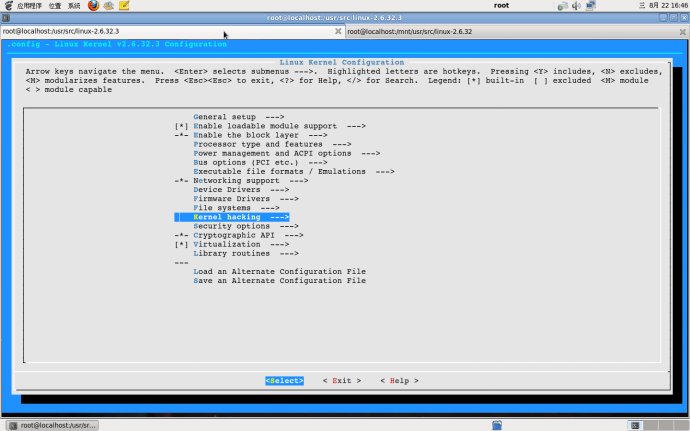 应用程序 位置 系统
root
三 8月 22 16:46
root@localhost:/usr/src/linux-2.6.32.3
root@localhost:/usr/src/linux-2.6.32.3
root@localhost:/mnt/usr/src/linux-2.6.32
.config - Linux Kernel v2.6.32.3 Configuration
Linux Kernel Configuration
Arrow keys navigate the menu. <Enter> selects submenus --->. Highlighted letters are hotkeys. Pressing <Y> includes, <N> excludes,
<M> modularizes features. Press <Esc><Esc> to exit, <?> for Help, </> for Search. Legend: [*] built-in [ ] excluded <M> module
< > module capable
General setup --->
[*] Enable loadable module support --->
-*- Enable the block layer --->
Processor type and features --->
Power management and ACPI options --->
Bus options (PCI etc.) --->
Executable file formats / Emulations --->
-*- Networking support --->
Device Drivers --->
Firmware Drivers --->
File systems --->
Kernel hacking --->
Security options --->
-*- Cryptographic API --->
[*] Virtualization --->
Library routines --->
---
Load an Alternate Configuration File
Save an Alternate Configuration File
<Select> < Exit > < Help >
root@localhost:/usr/sr...